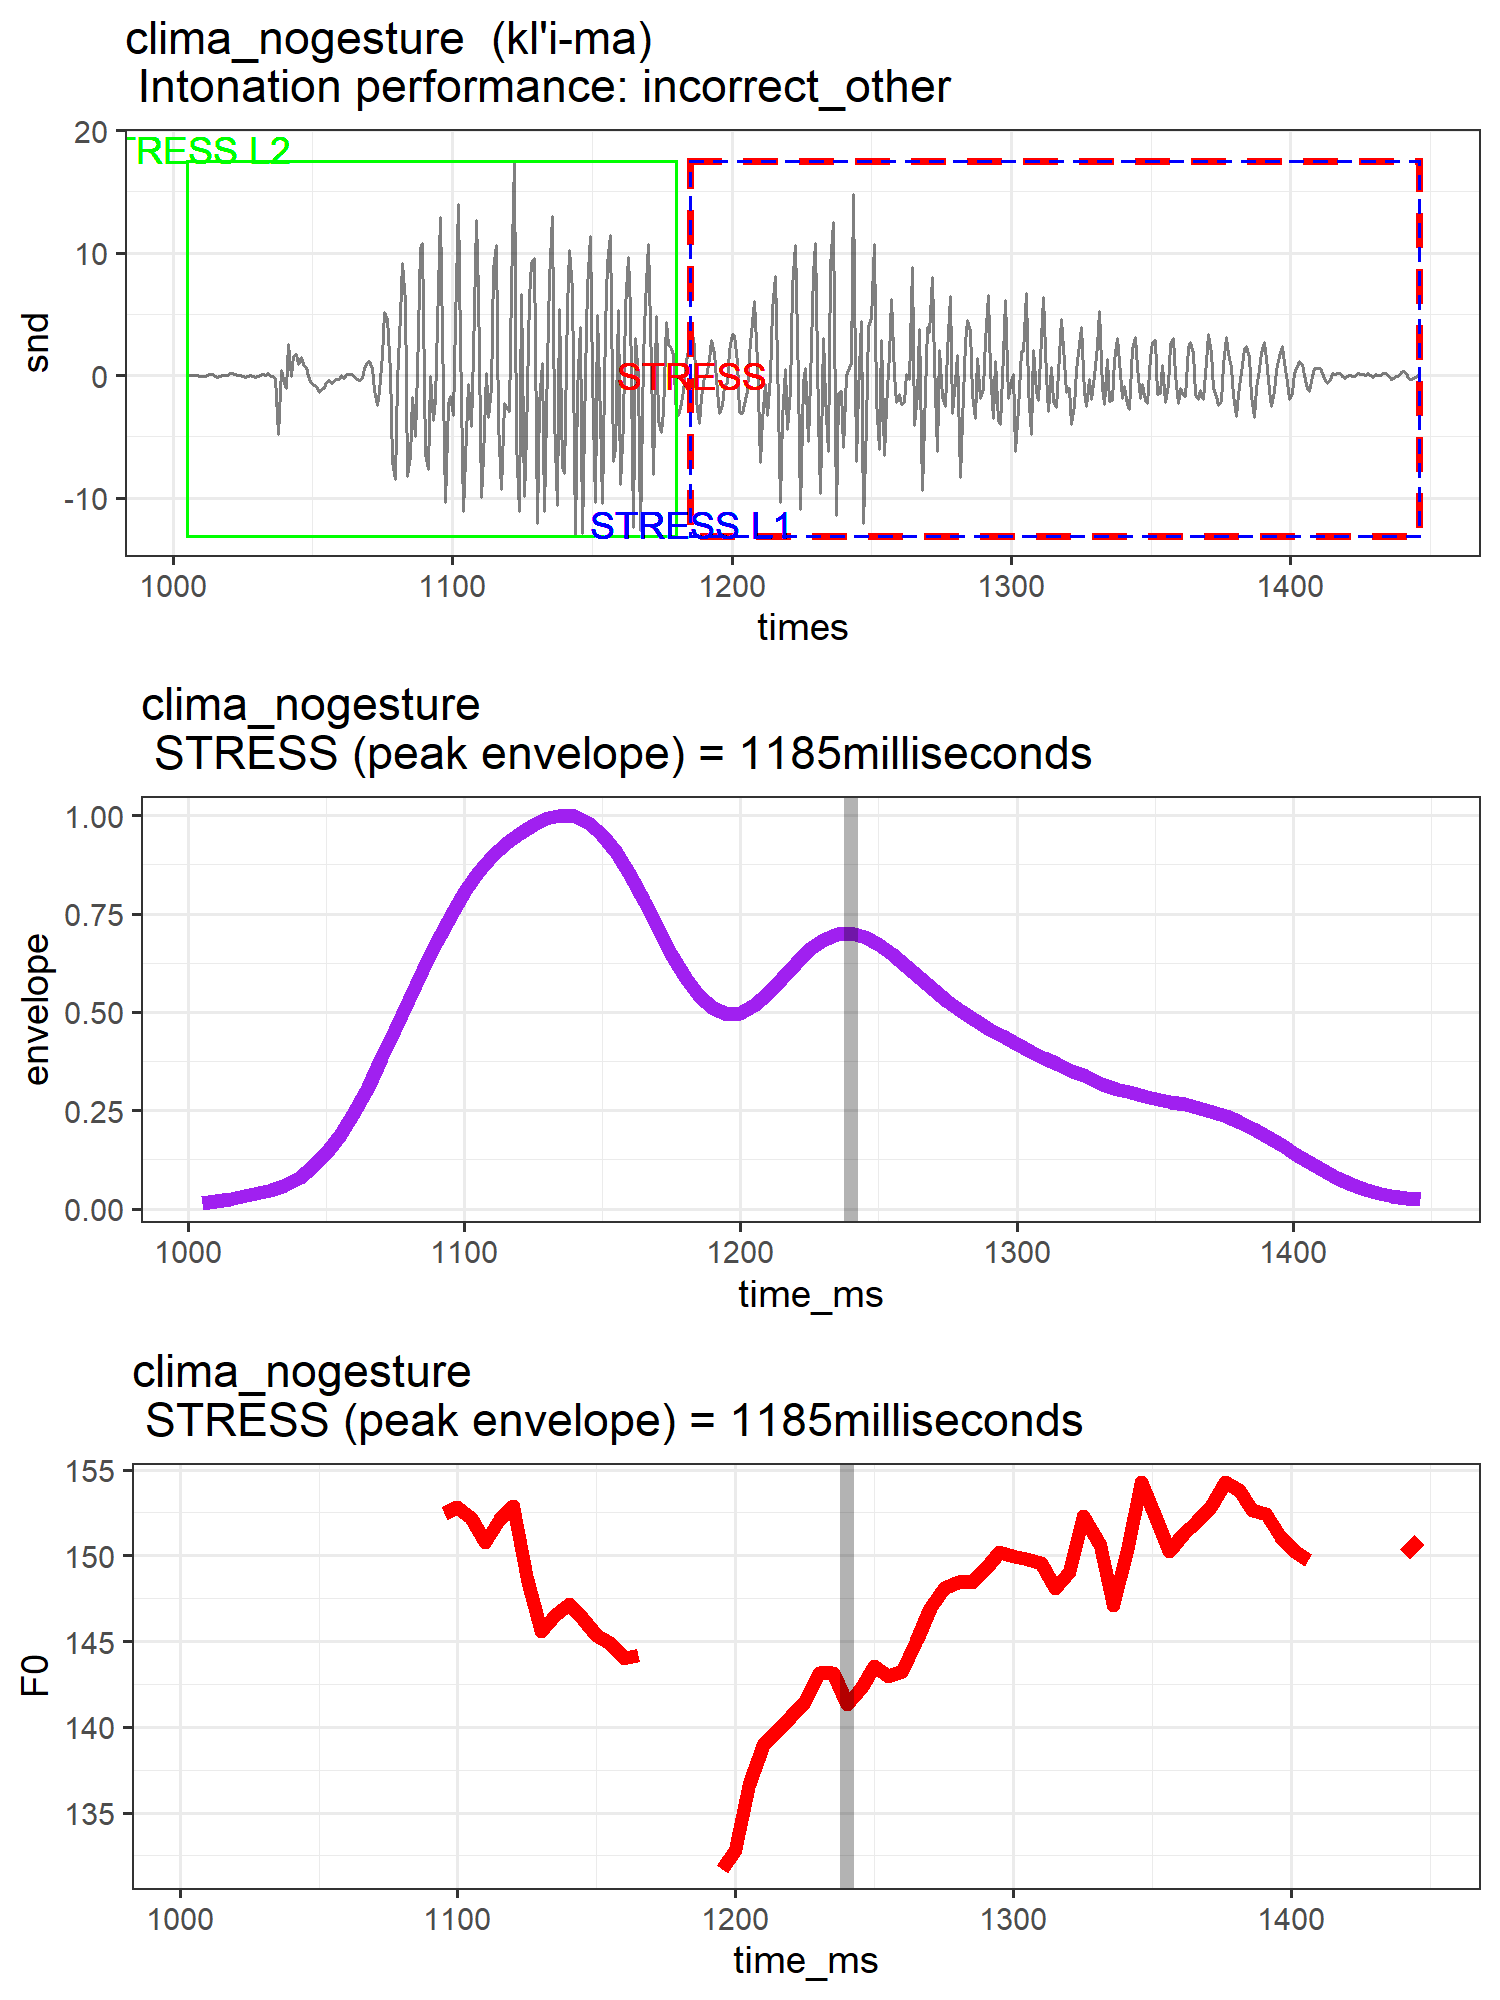 clima_nogesture  (kl'i-ma)
Intonation performance: incorrect_other
20
10
0
-10
snd
TRESS L2
STRESS
STRESS L1
1000 1100 1200 1300 1400
times
clima_nogesture
STRESS (peak envelope) = 1185milliseconds
1.00
0.75
0.50
0.25
0.00
envelope
1000 1100 1200 1300 1400
time_ms
clima_nogesture
STRESS (peak envelope) = 1185milliseconds
155
150
145
140
135
F0
1000 1100 1200 1300 1400
time_ms